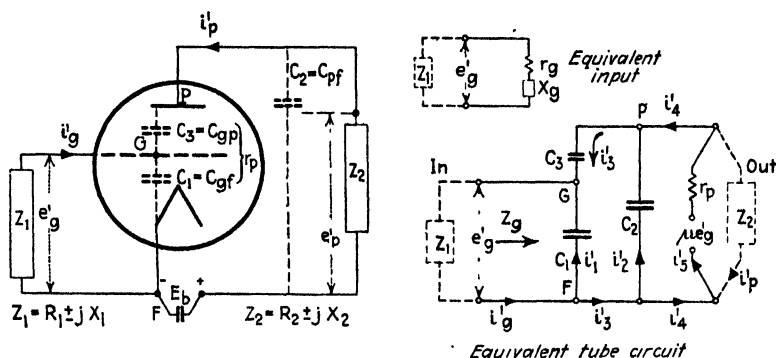 i'p
C₂=Cpf
P
C₃=Cgp
G
rp
C₁=Cgf
i'g
Z₁
e'g
Z₂
e'p
- Eb +
F
Z₁=R₁±jX₁
Z₂=R₂±jX₂
Z₁
e'g
rg
Xg
Equivalent
input
P
i'4
C₃
i'3
In
G
rp
Out
Z₁
e'g
Zg
C₂
μe'g
Z₂
C₁
i'1
i'2
i'5
i'p
i'g
F
i'3
i'4
Equivalent tube circuit